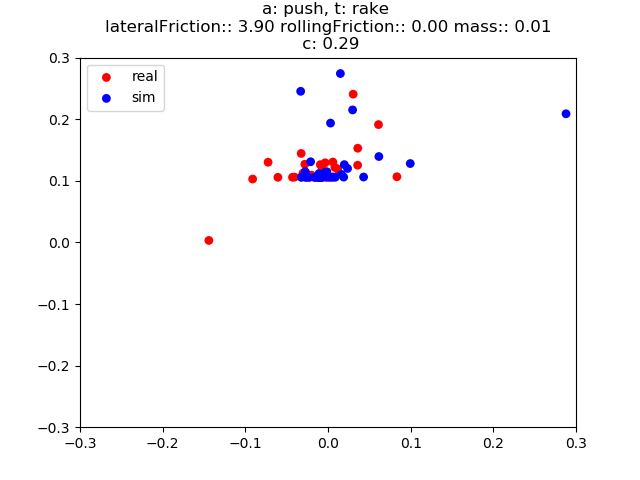 a: push, t: rake
lateralFriction:: 3.90 rollingFriction:: 0.00 mass:: 0.01
c: 0.29
real
sim
0.3
0.2
0.1
0.0
−0.1
−0.2
−0.3
−0.3 −0.2 −0.1 0.0 0.1 0.2 0.3